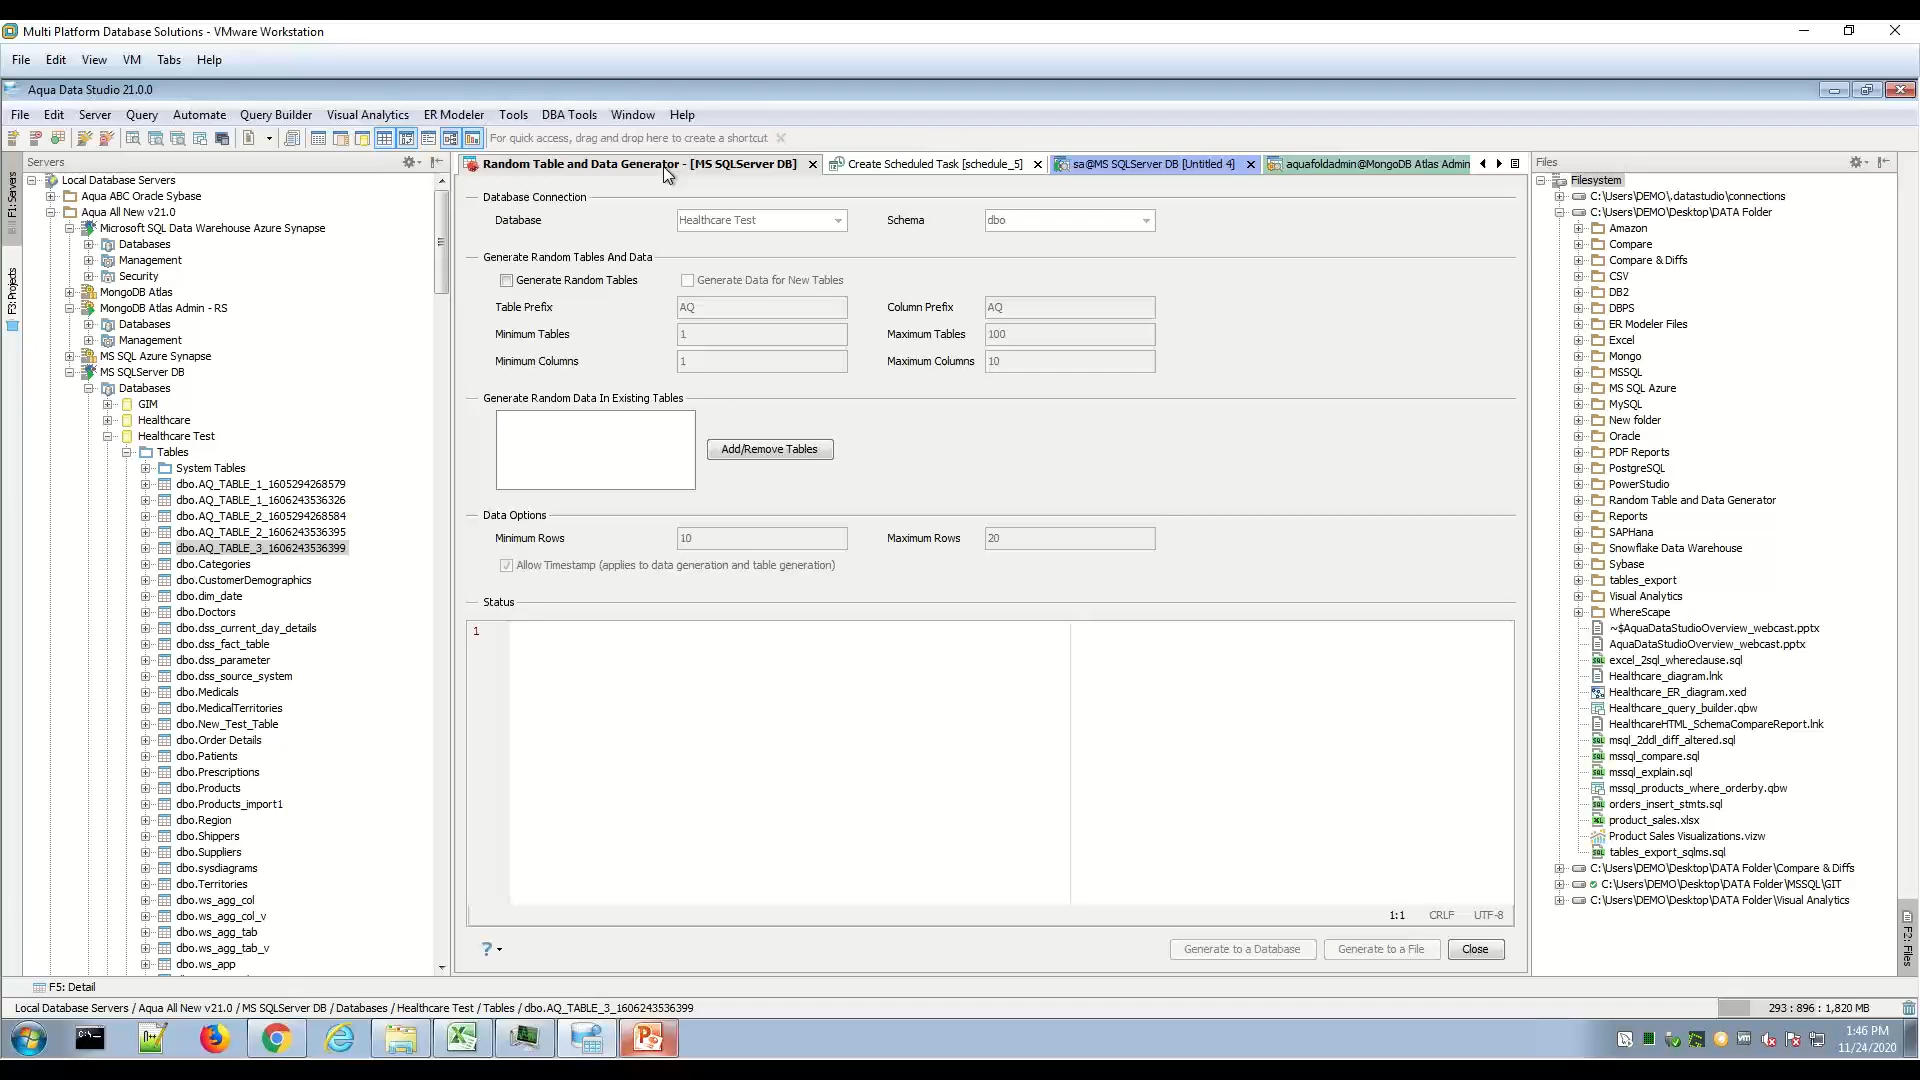 Multi Platform Database Solutions - VMware Workstation
File Edit View VM Tabs Help
Aqua Data Studio 21.0.0
File Edit Server Query Automate Query Builder Visual Analytics ER Modeler Tools DBA Tools Window Help
For quick access, drag and drop here to create a shortcut
F1: Servers
F3: Projects
Servers
Local Database Servers
Aqua ABC Oracle Sybase
Aqua All New v21.0
Microsoft SQL Data Warehouse Azure Synapse
Databases
Management
Security
MongoDB Atlas
MongoDB Atlas Admin - RS
Databases
Management
MS SQL Azure Synapse
MS SQLServer DB
Databases
GIM
Healthcare
Healthcare Test
Tables
System Tables
dbo.AQ_TABLE_1_1605294268579
dbo.AQ_TABLE_1_1606243536326
dbo.AQ_TABLE_2_1605294268584
dbo.AQ_TABLE_2_1606243536395
dbo.AQ_TABLE_3_1606243536399
dbo.Categories
dbo.CustomerDemographics
dbo.dim_date
dbo.Doctors
dbo.dss_current_day_details
dbo.dss_fact_table
dbo.dss_parameter
dbo.dss_source_system
dbo.Medicals
dbo.MedicalTerritories
dbo.New_Test_Table
dbo.Order Details
dbo.Patients
dbo.Prescriptions
dbo.Products
dbo.Products_import1
dbo.Region
dbo.Shippers
dbo.Suppliers
dbo.sysdiagrams
dbo.Territories
dbo.ws_agg_col
dbo.ws_agg_col_v
dbo.ws_agg_tab
dbo.ws_agg_tab_v
dbo.ws_app
Random Table and Data Generator - [MS SQLServer DB]
Create Scheduled Task [schedule_5]
sa@MS SQLServer DB [Untitled 4]
aquafoldadmin@MongoDB Atlas Admin
Database Connection
Database Healthcare Test Schema dbo
Generate Random Tables And Data
Generate Random Tables Generate Data for New Tables
Table Prefix AQ Column Prefix AQ
Minimum Tables 1 Maximum Tables 100
Minimum Columns 1 Maximum Columns 10
Generate Random Data In Existing Tables
Add/Remove Tables
Data Options
Minimum Rows 10 Maximum Rows 20
Allow Timestamp (applies to data generation and table generation)
Status
1
1:1 CRLF UTF-8
?
Generate to a Database Generate to a File Close
Files
Filesystem
C:\Users\DEMO\.datastudio\connections
C:\Users\DEMO\Desktop\DATA Folder
Amazon
Compare
Compare & Diffs
CSV
DB2
DBPS
ER Modeler Files
Excel
Mongo
MSSQL
MS SQL Azure
MySQL
New folder
Oracle
PDF Reports
PostgreSQL
PowerStudio
Random Table and Data Generator
Reports
SAPHana
Snowflake Data Warehouse
Sybase
tables_export
Visual Analytics
WhereScape
~$AquaDataStudioOverview_webcast.pptx
AquaDataStudioOverview_webcast.pptx
excel_2sql_whereclause.sql
Healthcare_diagram.lnk
Healthcare_ER_diagram.xed
Healthcare_query_builder.qbw
HealthcareHTML_SchemaCompareReport.lnk
msql_2ddl_diff_altered.sql
mssql_compare.sql
mssql_explain.sql
mssql_products_where_orderby.qbw
orders_insert_stmts.sql
product_sales.xlsx
Product Sales Visualizations.vizw
tables_export_sqlms.sql
C:\Users\DEMO\Desktop\DATA Folder\Compare & Diffs
C:\Users\DEMO\Desktop\DATA Folder\MSSQL\GIT
C:\Users\DEMO\Desktop\DATA Folder\Visual Analytics
F2: Files
F5: Detail
Local Database Servers / Aqua All New v21.0 / MS SQLServer DB / Databases / Healthcare Test / Tables / dbo.AQ_TABLE_3_1606243536399
293 : 896 : 1,820 MB
1:46 PM
11/24/2020